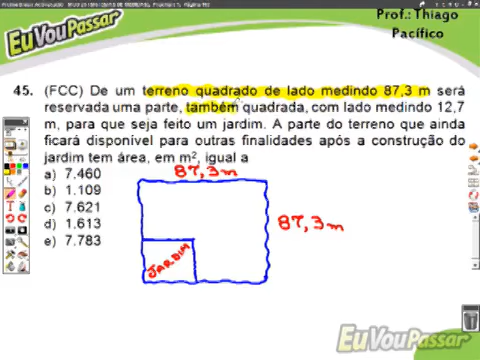 EuVouPassar
Prof.: Thiago
Pacífico
45. (FCC) De um terreno quadrado de lado medindo 87,3 m será
reservada uma parte, também quadrada, com lado medindo 12,7
m, para que seja feito um jardim. A parte do terreno que ainda
ficará disponível para outras finalidades após a construção do
jardim tem área, em m², igual a
a) 7.460
b) 1.109
c) 7.621
d) 1.613
e) 7.783
87,3m
87,3m
JARDIM
EuVouPassar